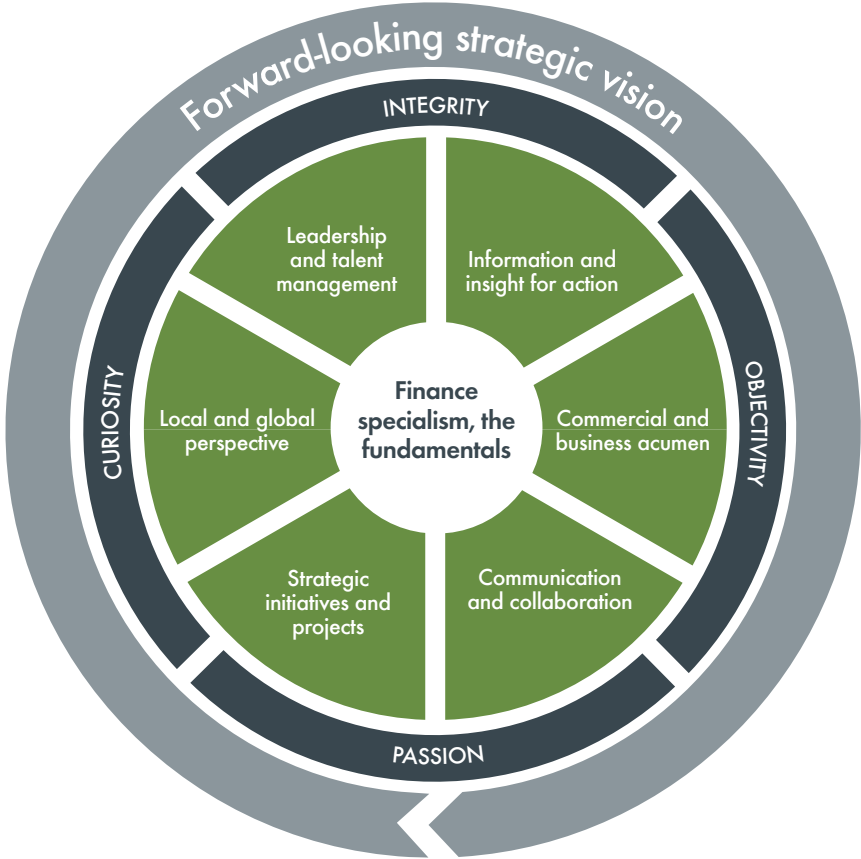 Forward-looking strategic vision
INTEGRITY
Leadership
and talent
management
Information and
insight for action
CURIOSITY
Local and global
perspective
Finance
specialism, the
fundamentals
Commercial and
business acumen
OBJECTIVITY
Strategic
initiatives and
projects
Communication
and collaboration
PASSION